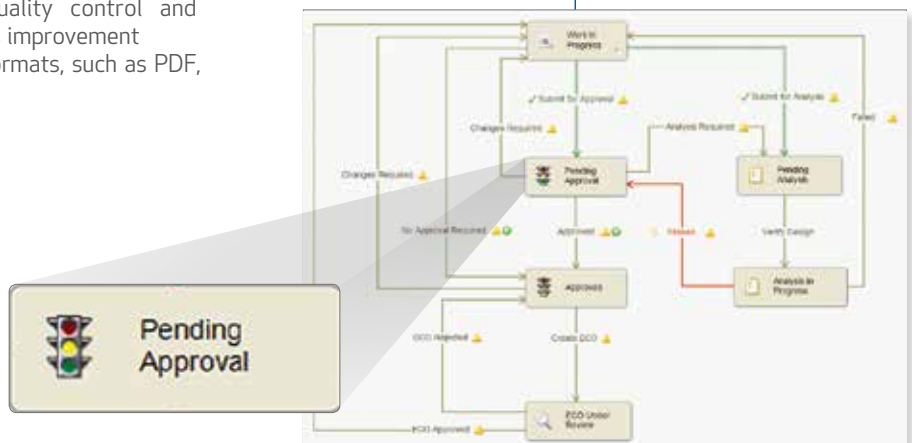 uality control and
improvement
ormats, such as PDF,
Work In
Progress
Submit for Approval
Submit for Analysis
Failed
Changes Required
Analysis Required
Changes Required
Pending
Approval
Pending
Analysis
No Approval Required
Approved
Passed
Verify Design
Approved
Analysis In
Progress
ECO Rejected
Create ECO
Pending
Approval
ECO Under
Review
ECO Approved